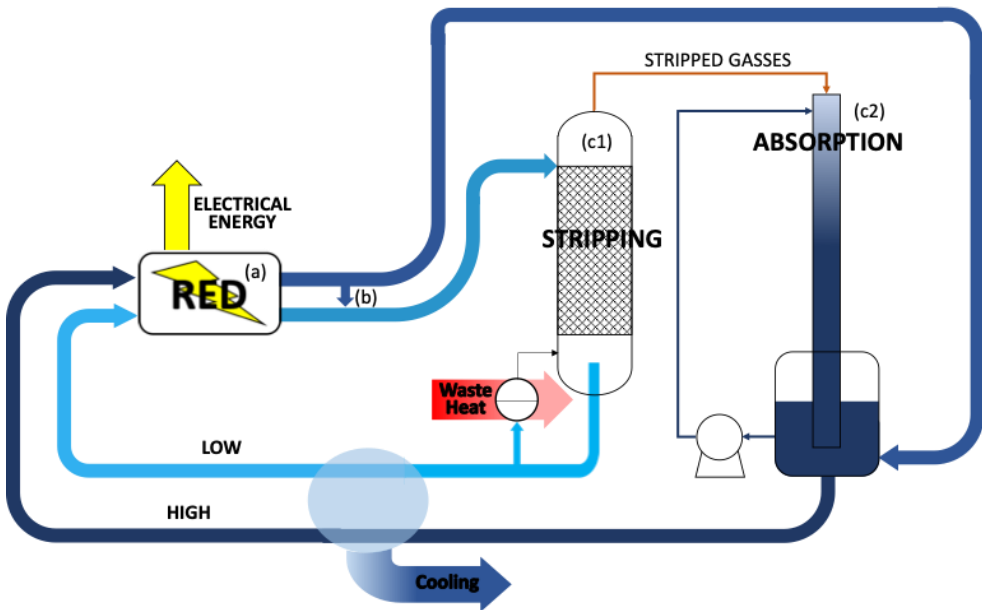 STRIPPED GASSES
(c1)
(c2)
ABSORPTION
ELECTRICAL
ENERGY
STRIPPING
(a)
RED
(b)
Waste
Heat
LOW
HIGH
Cooling